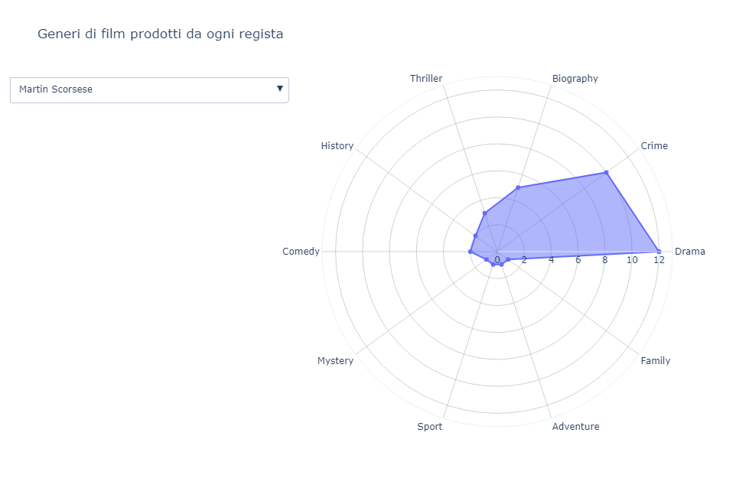 Generi di film prodotti da ogni regista
Martin Scorsese
Thriller
Biography
History
Crime
Comedy
Drama
0 2 4 6 8 10 12
Mystery
Family
Sport
Adventure